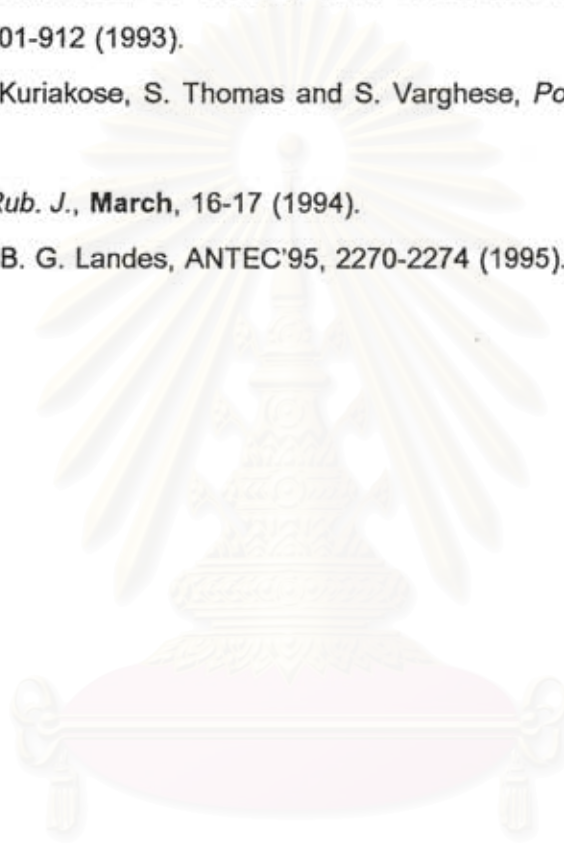 01-912 (1993).
Kuriakose, S. Thomas and S. Varghese, Po
Rub. J., March, 16-17 (1994).
B. G. Landes, ANTEC'95, 2270-2274 (1995).